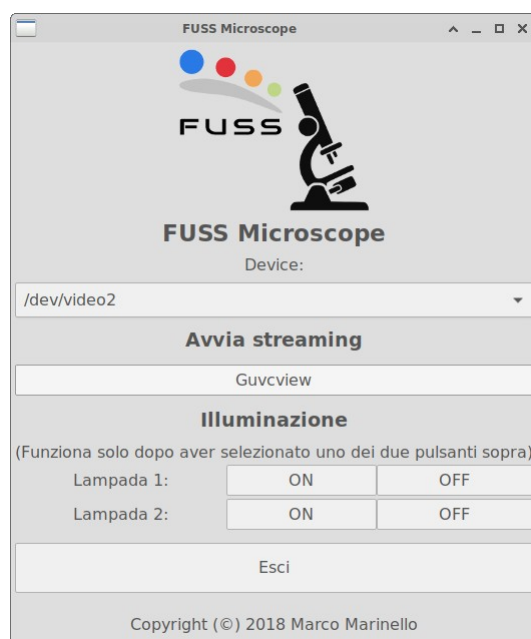 FUSS Microscope
FUSS
FUSS Microscope
Device:
/dev/video2
Avvia streaming
Guvcview
Illuminazione
(Funziona solo dopo aver selezionato uno dei due pulsanti sopra)
Lampada 1: ON OFF
Lampada 2: ON OFF
Esci
Copyright (©) 2018 Marco Marinello